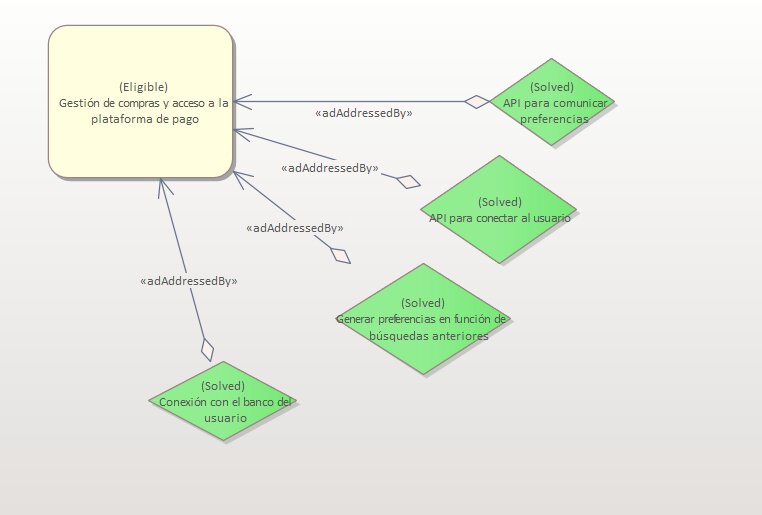 (Eligible)
Gestión de compras y acceso a la
plataforma de pago
(Solved)
API para comunicar
preferencias
«adAddressedBy»
«adAddressedBy»
(Solved)
API para conectar al usuario
«adAddressedBy»
(Solved)
Generar preferencias en función de
búsquedas anteriores
«adAddressedBy»
(Solved)
Conexión con el banco del
usuario